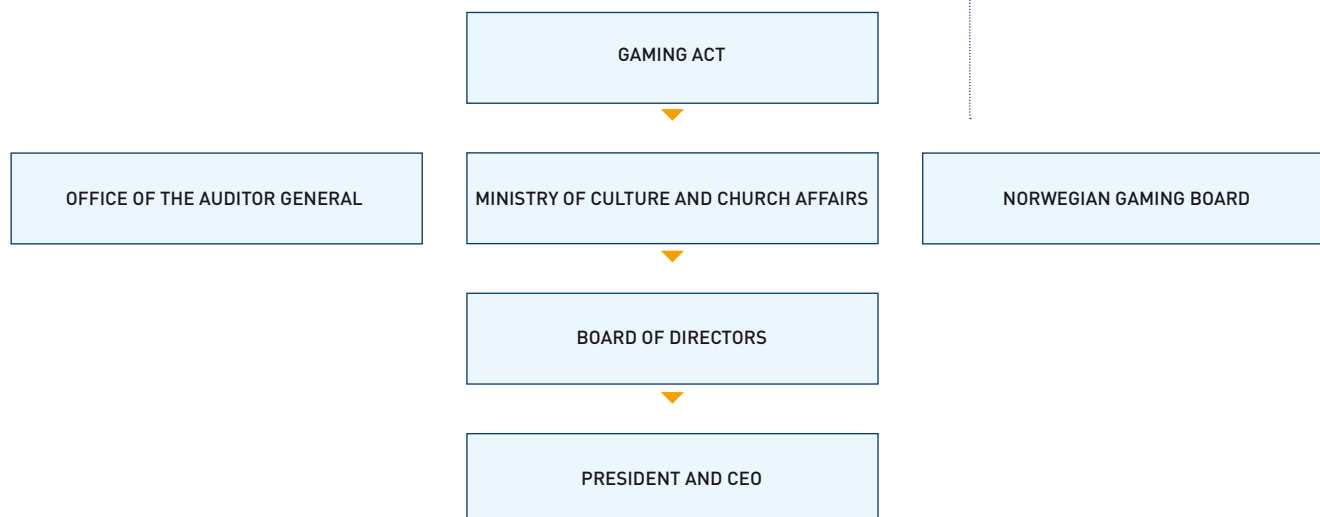 GAMING ACT
OFFICE OF THE AUDITOR GENERAL
MINISTRY OF CULTURE AND CHURCH AFFAIRS
NORWEGIAN GAMING BOARD
BOARD OF DIRECTORS
PRESIDENT AND CEO